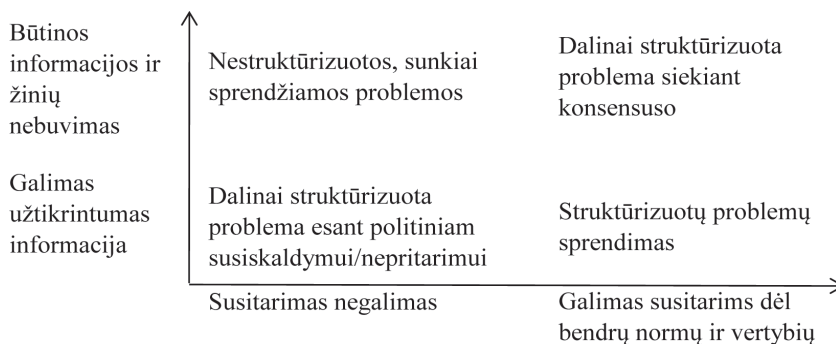 Būtinos
informacijos ir
žinių
nebuvimas
Nestruktūrizuotos, sunkiai
sprendžiamos problemos
Dalinai struktūrizuota
problema siekiant
konsensuso
Galimas
užtikrintumas
informacija
Dalinai struktūrizuota
problema esant politiniam
susiskaldymui/nepritarimui
Struktūrizuotų problemų
sprendimas
Susitarimas negalimas
Galimas susitarims dėl
bendrų normų ir vertybių